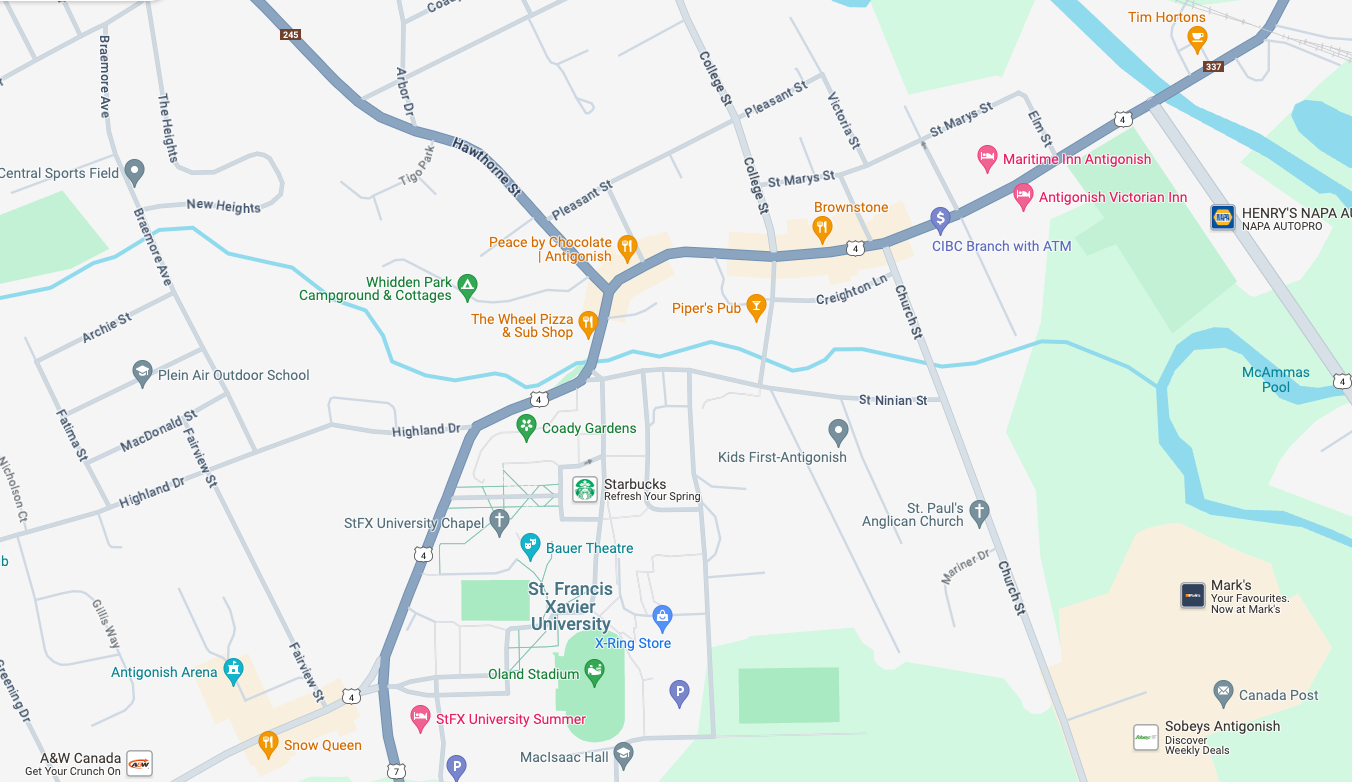 Coady
Tim Hortons
245
Braemore Ave
The Heights
Arbor Dr
College St
Pleasant St
Victoria St
337
4
St Marys St
Elm St
Hawthorne St
Tigo Park
Maritime Inn Antigonish
Central Sports Field
St Marys St
College St
Pleasant St
New Heights
Antigonish Victorian Inn
Brownstone
HENRY'S NAPA AU
NAPA AUTOPRO
Braemore Ave
Peace by Chocolate
| Antigonish
4
CIBC Branch with ATM
Whidden Park
Campground & Cottages
Creighton Ln
Church St
Piper's Pub
The Wheel Pizza
& Sub Shop
Archie St
Plein Air Outdoor School
McAmmas
Pool
4
4
St Ninian St
Fatima St
MacDonald St
Fairview St
Highland Dr
Coady Gardens
Kids First-Antigonish
Nicholson Ct
Highland Dr
Starbucks
Refresh Your Spring
StFX University Chapel
St. Paul's
Anglican Church
4
Bauer Theatre
b
Mariner Dr
Church St
St. Francis
Xavier
University
Mark's
Your Favourites.
Now at Mark's
Gillis Way
X-Ring Store
Fairview St
Antigonish Arena
Oland Stadium
Greening Dr
4
P
Canada Post
StFX University Summer
Sobeys Antigonish
Discover
Weekly Deals
Snow Queen
A&W Canada
Get Your Crunch On
7
P
MacIsaac Hall